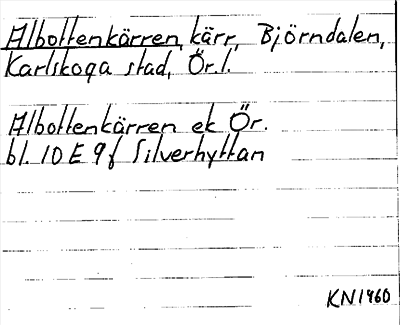 Albottenkärren, kärr, Björndalen,
Karlskoga stad, Ör.l.
Albottenkärren ek Ör.
bl. 10 E 9 f Silverhyttan
KN1960